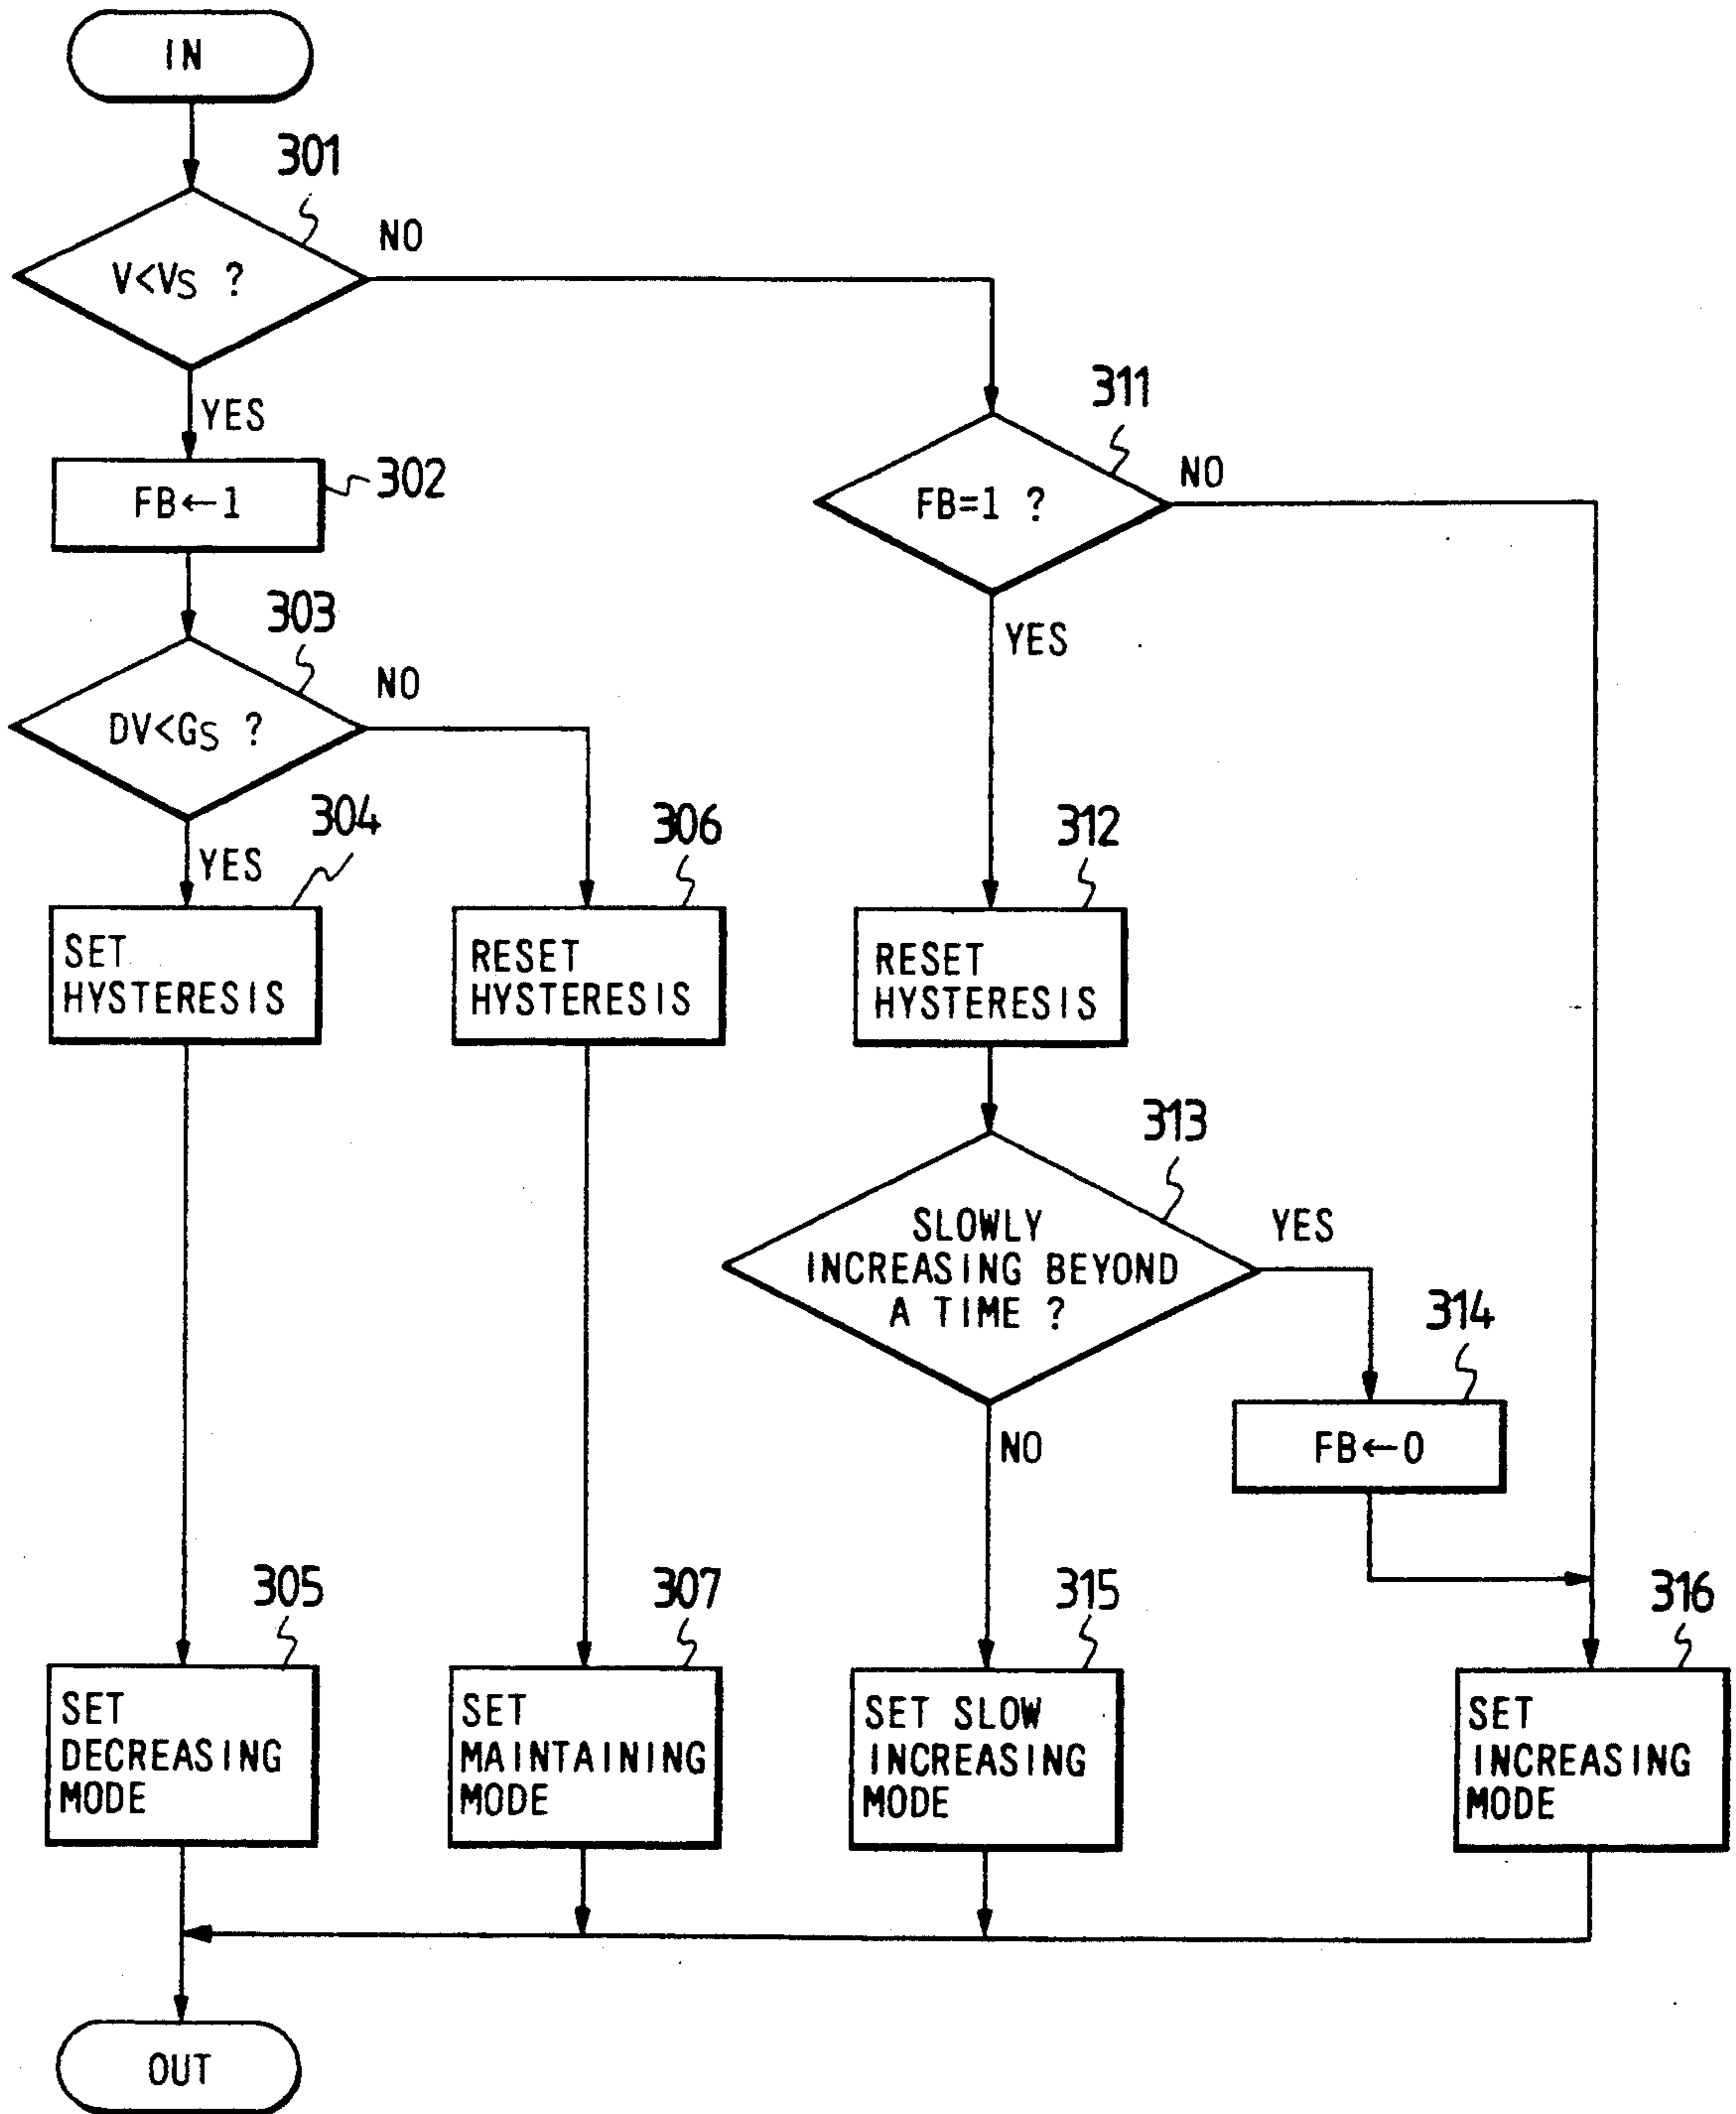 IN
301
V<VS ?
NO
YES
FB←1
302
303
DV<GS ?
NO
YES
304
SET
HYSTERESIS
306
RESET
HYSTERESIS
311
FB=1 ?
NO
YES
312
RESET
HYSTERESIS
313
SLOWLY
INCREASING BEYOND
A TIME ?
YES
NO
314
FB←0
305
SET
DECREASING
MODE
307
SET
MAINTAINING
MODE
315
SET SLOW
INCREASING
MODE
316
SET
INCREASING
MODE
OUT